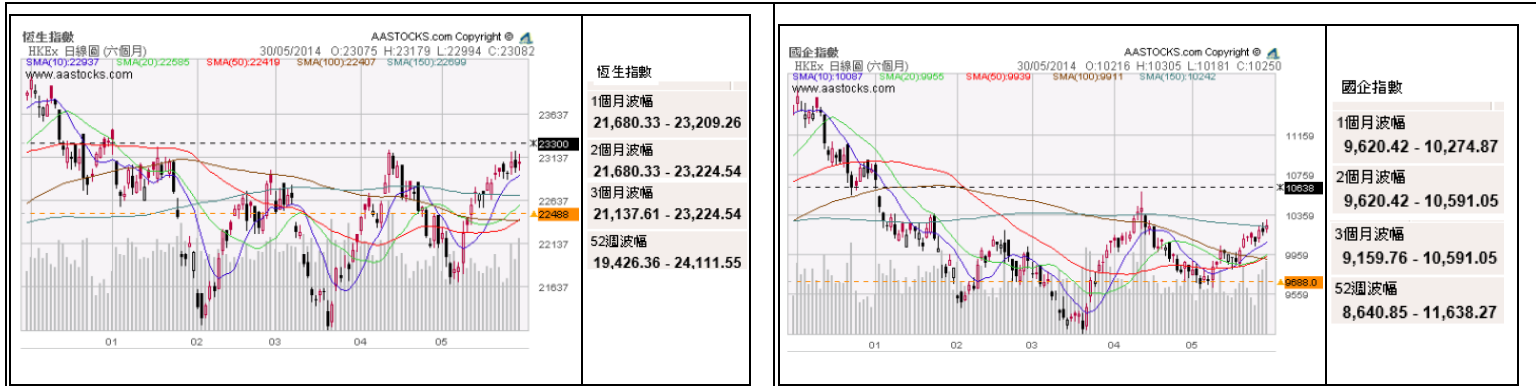 恆生指數
AASTOCKS.com Copyright ©
HKEx 日線圖 (六個月)
30/05/2014 O:23075 H:23179 L:22994 C:23082
SMA(10):22937 SMA(20):22585 SMA(50):22419 SMA(100):22407 SMA(150):22699
www.aastocks.com
23637
23300
23137
22637
22488
22137
21637
01 02 03 04 05
恆生指數
1個月波幅
21,680.33 - 23,209.26
2個月波幅
21,680.33 - 23,224.54
3個月波幅
21,137.61 - 23,224.54
52週波幅
19,426.36 - 24,111.55
國企指數
AASTOCKS.com Copyright ©
HKEx 日線圖 (六個月)
30/05/2014 O:10216 H:10305 L:10181 C:10250
SMA(10):10087 SMA(20):9955 SMA(50):9939 SMA(100):9911 SMA(150):10242
www.aastocks.com
11159
10759
10638
10359
9959
9688.0
9559
01 02 03 04 05
國企指數
1個月波幅
9,620.42 - 10,274.87
2個月波幅
9,620.42 - 10,591.05
3個月波幅
9,159.76 - 10,591.05
52週波幅
8,640.85 - 11,638.27